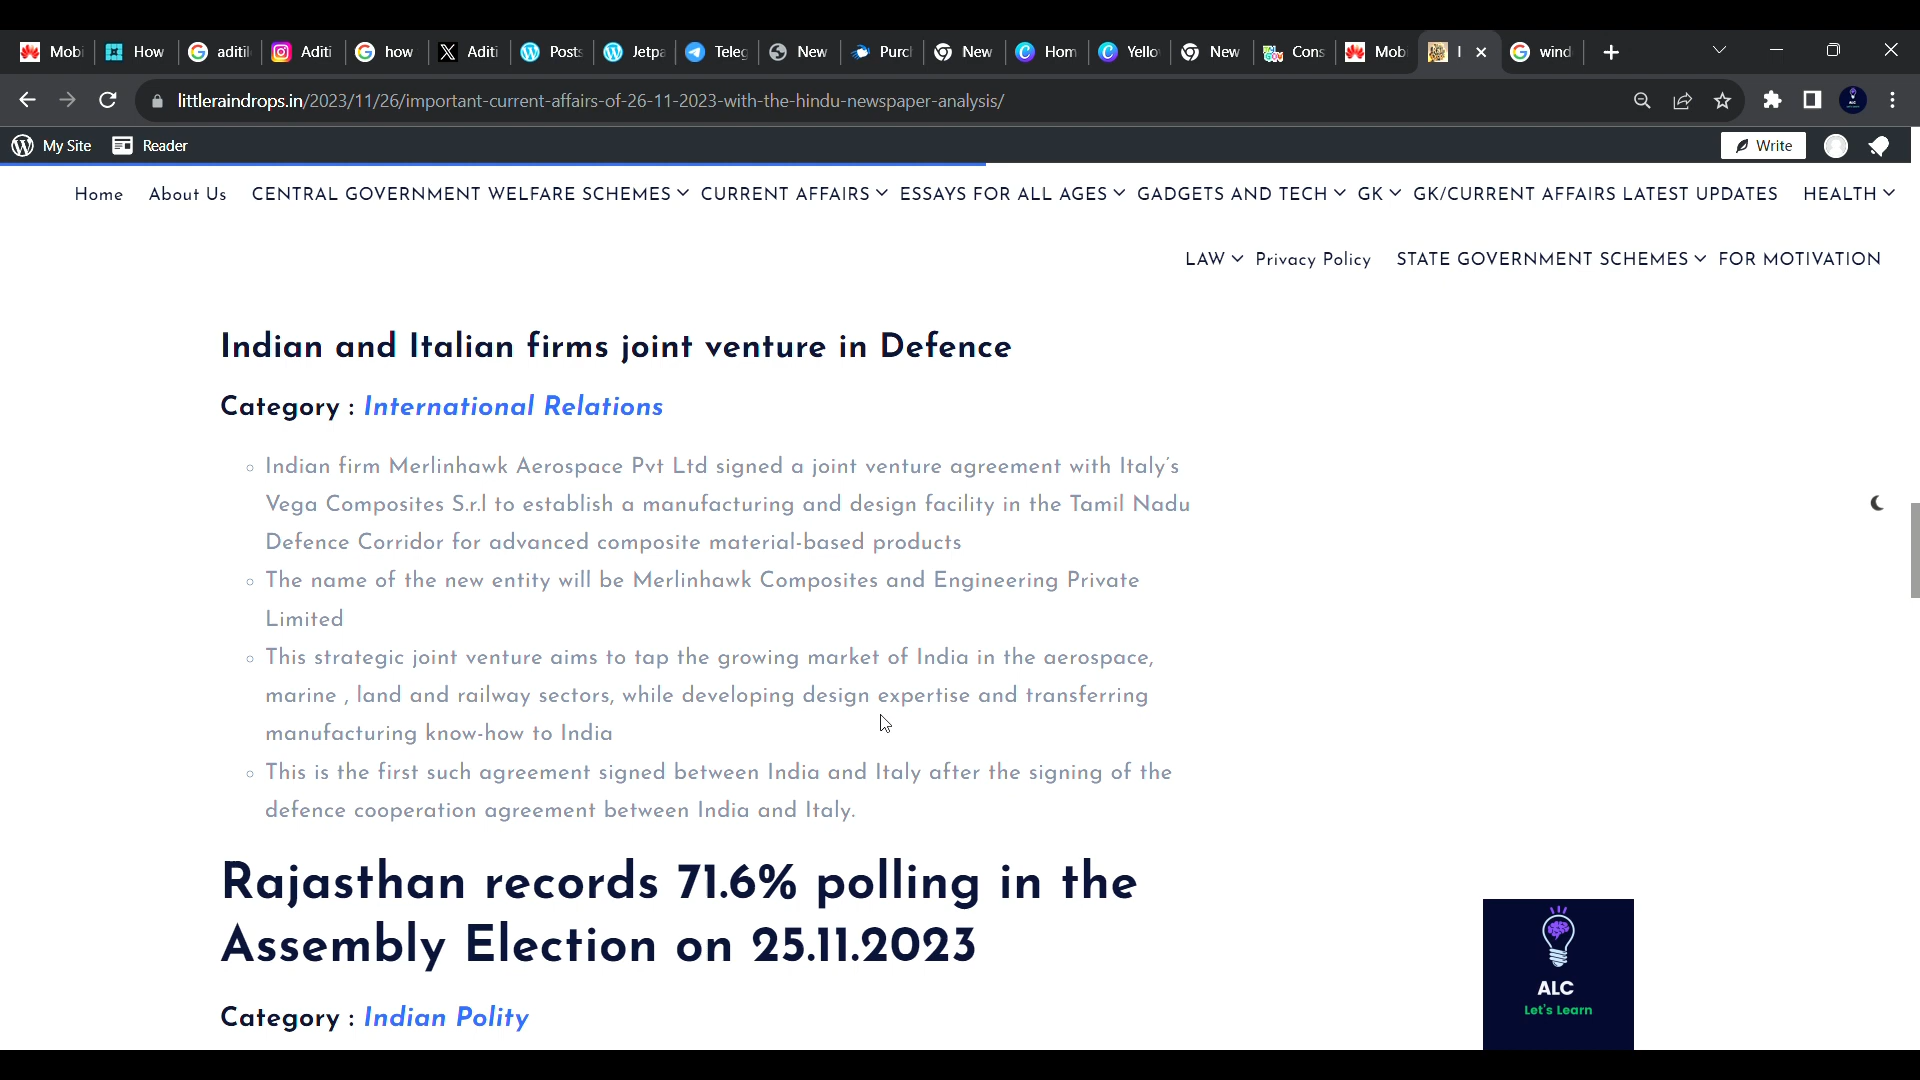 Mobi How aditil Aditi how Aditi Posts Jetpa Teleg New Purch New Hom Yello New Cons Mobi I wind
littleraindrops.in/2023/11/26/important-current-affairs-of-26-11-2023-with-the-hindu-newspaper-analysis/
My Site Reader Write
Home About Us CENTRAL GOVERNMENT WELFARE SCHEMES CURRENT AFFAIRS ESSAYS FOR ALL AGES GADGETS AND TECH GK GK/CURRENT AFFAIRS LATEST UPDATES HEALTH
LAW Privacy Policy STATE GOVERNMENT SCHEMES FOR MOTIVATION
Indian and Italian firms joint venture in Defence
Category : International Relations
Indian firm Merlinhawk Aerospace Pvt Ltd signed a joint venture agreement with Italy's
Vega Composites S.r.l to establish a manufacturing and design facility in the Tamil Nadu
Defence Corridor for advanced composite material-based products
The name of the new entity will be Merlinhawk Composites and Engineering Private
Limited
This strategic joint venture aims to tap the growing market of India in the aerospace,
marine , land and railway sectors, while developing design expertise and transferring
manufacturing know-how to India
This is the first such agreement signed between India and Italy after the signing of the
defence cooperation agreement between India and Italy.
Rajasthan records 71.6% polling in the
Assembly Election on 25.11.2023
Category : Indian Polity
ALC
Let's Learn